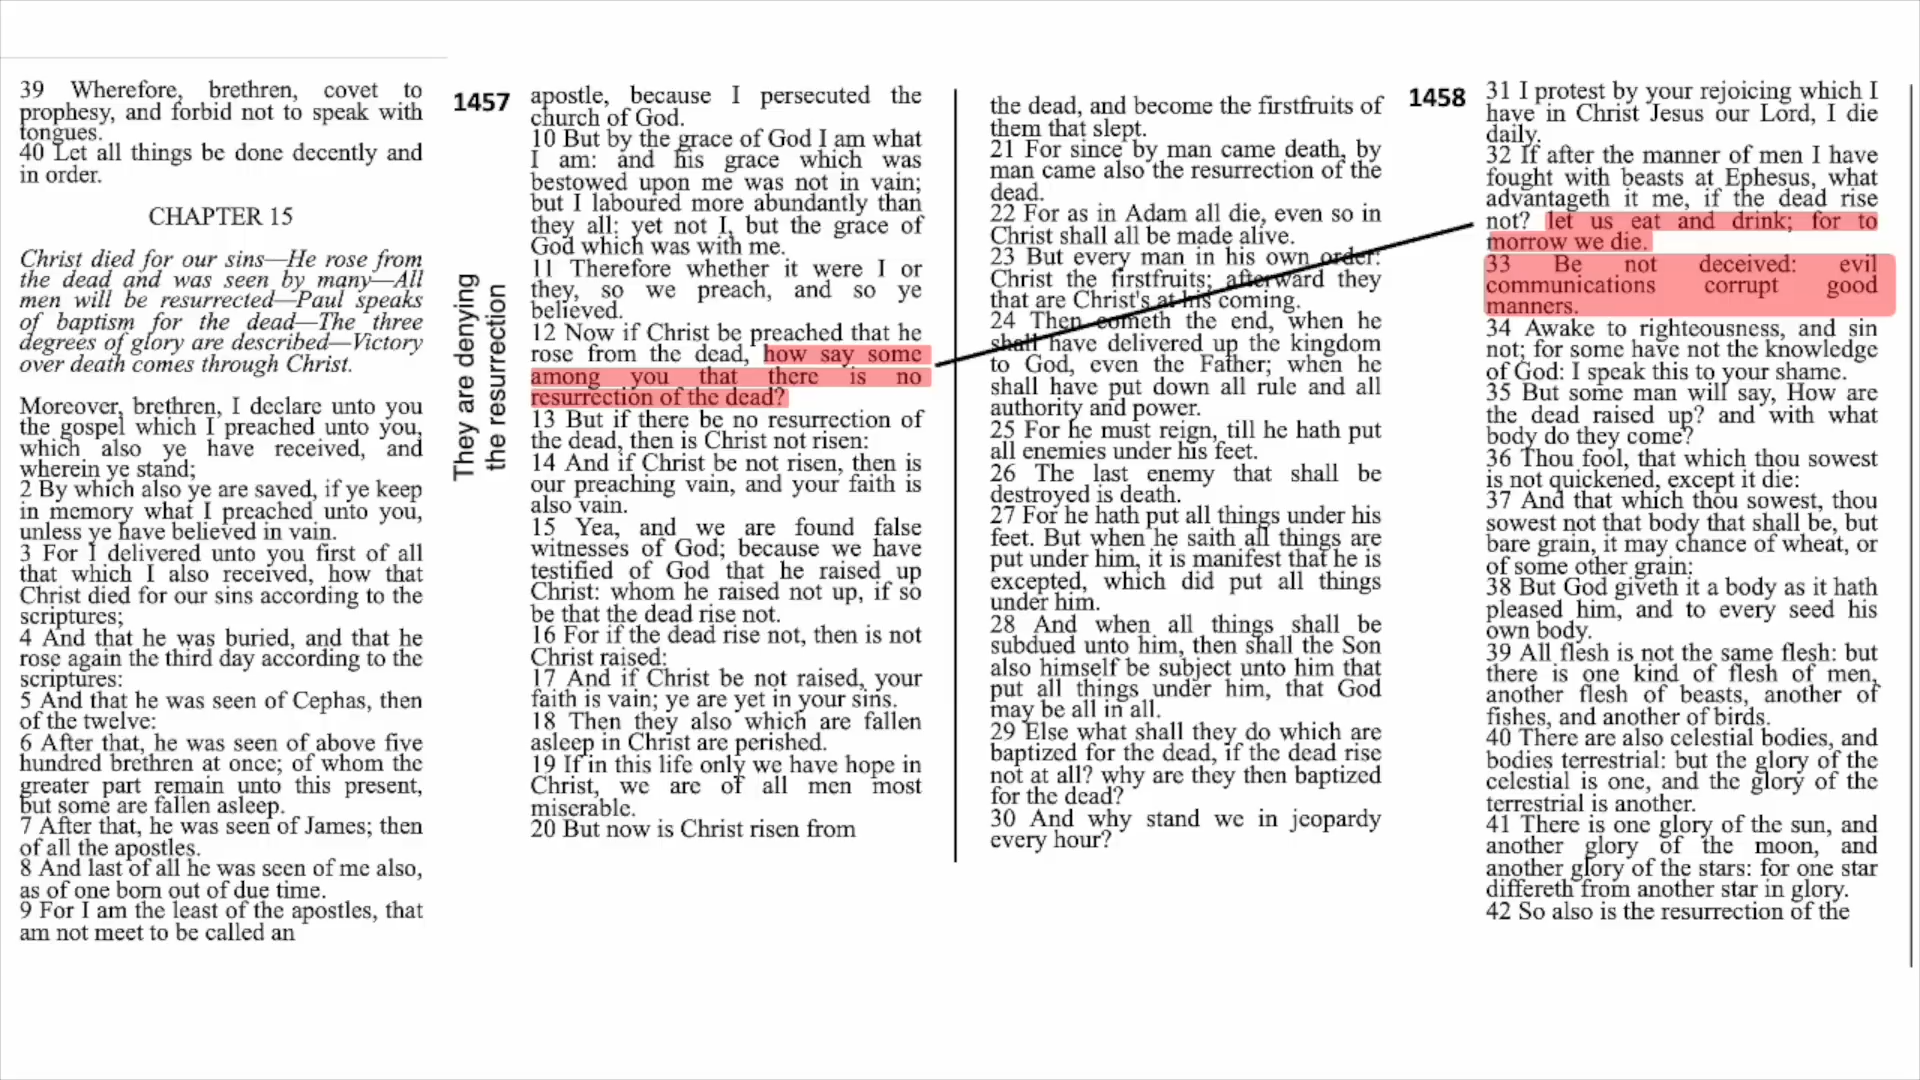 39 Wherefore, brethren, covet to
prophesy, and forbid not to speak with
tongues.
40 Let all things be done decently and
in order.
CHAPTER 15
Christ died for our sins—He rose from
the dead and was seen by many—All
men will be resurrected—Paul speaks
of baptism for the dead—The three
degrees of glory are described—Victory
over death comes through Christ.
Moreover, brethren, I declare unto you
the gospel which I preached unto you,
which also ye have received, and
wherein ye stand;
2 By which also ye are saved, if ye keep
in memory what I preached unto you,
unless ye have believed in vain.
3 For I delivered unto you first of all
that which I also received, how that
Christ died for our sins according to the
scriptures;
4 And that he was buried, and that he
rose again the third day according to the
scriptures:
5 And that he was seen of Cephas, then
of the twelve:
6 After that, he was seen of above five
hundred brethren at once; of whom the
greater part remain unto this present,
but some are fallen asleep.
7 After that, he was seen of James; then
of all the apostles.
8 And last of all he was seen of me also,
as of one born out of due time.
9 For I am the least of the apostles, that
am not meet to be called an
1457
They are denying
the resurrection
apostle, because I persecuted the
church of God.
10 But by the grace of God I am what
I am: and his grace which was
bestowed upon me was not in vain;
but I laboured more abundantly than
they all: yet not I, but the grace of
God which was with me.
11 Therefore whether it were I or
they, so we preach, and so ye
believed.
12 Now if Christ be preached that he
rose from the dead, how say some
among you that there is no
resurrection of the dead?
13 But if there be no resurrection of
the dead, then is Christ not risen:
14 And if Christ be not risen, then is
our preaching vain, and your faith is
also vain.
15 Yea, and we are found false
witnesses of God; because we have
testified of God that he raised up
Christ: whom he raised not up, if so
be that the dead rise not.
16 For if the dead rise not, then is not
Christ raised:
17 And if Christ be not raised, your
faith is vain; ye are yet in your sins.
18 Then they also which are fallen
asleep in Christ are perished.
19 If in this life only we have hope in
Christ, we are of all men most
miserable.
20 But now is Christ risen from
the dead, and become the firstfruits of
them that slept.
21 For since by man came death, by
man came also the resurrection of the
dead.
22 For as in Adam all die, even so in
Christ shall all be made alive.
23 But every man in his own order:
Christ the firstfruits; afterward they
that are Christ's at his coming.
24 Then cometh the end, when he
shall have delivered up the kingdom
to God, even the Father; when he
shall have put down all rule and all
authority and power.
25 For he must reign, till he hath put
all enemies under his feet.
26 The last enemy that shall be
destroyed is death.
27 For he hath put all things under his
feet. But when he saith all things are
put under him, it is manifest that he is
excepted, which did put all things
under him.
28 And when all things shall be
subdued unto him, then shall the Son
also himself be subject unto him that
put all things under him, that God
may be all in all.
29 Else what shall they do which are
baptized for the dead, if the dead rise
not at all? why are they then baptized
for the dead?
30 And why stand we in jeopardy
every hour?
1458
31 I protest by your rejoicing which I
have in Christ Jesus our Lord, I die
daily.
32 If after the manner of men I have
fought with beasts at Ephesus, what
advantageth it me, if the dead rise
not? let us eat and drink; for to
morrow we die.
33 Be not deceived: evil
communications corrupt good
manners.
34 Awake to righteousness, and sin
not; for some have not the knowledge
of God: I speak this to your shame.
35 But some man will say, How are
the dead raised up? and with what
body do they come?
36 Thou fool, that which thou sowest
is not quickened, except it die:
37 And that which thou sowest, thou
sowest not that body that shall be, but
bare grain, it may chance of wheat, or
of some other grain:
38 But God giveth it a body as it hath
pleased him, and to every seed his
own body.
39 All flesh is not the same flesh: but
there is one kind of flesh of men,
another flesh of beasts, another of
fishes, and another of birds.
40 There are also celestial bodies, and
bodies terrestrial: but the glory of the
celestial is one, and the glory of the
terrestrial is another.
41 There is one glory of the sun, and
another glory of the moon, and
another glory of the stars: for one star
differeth from another star in glory.
42 So also is the resurrection of the